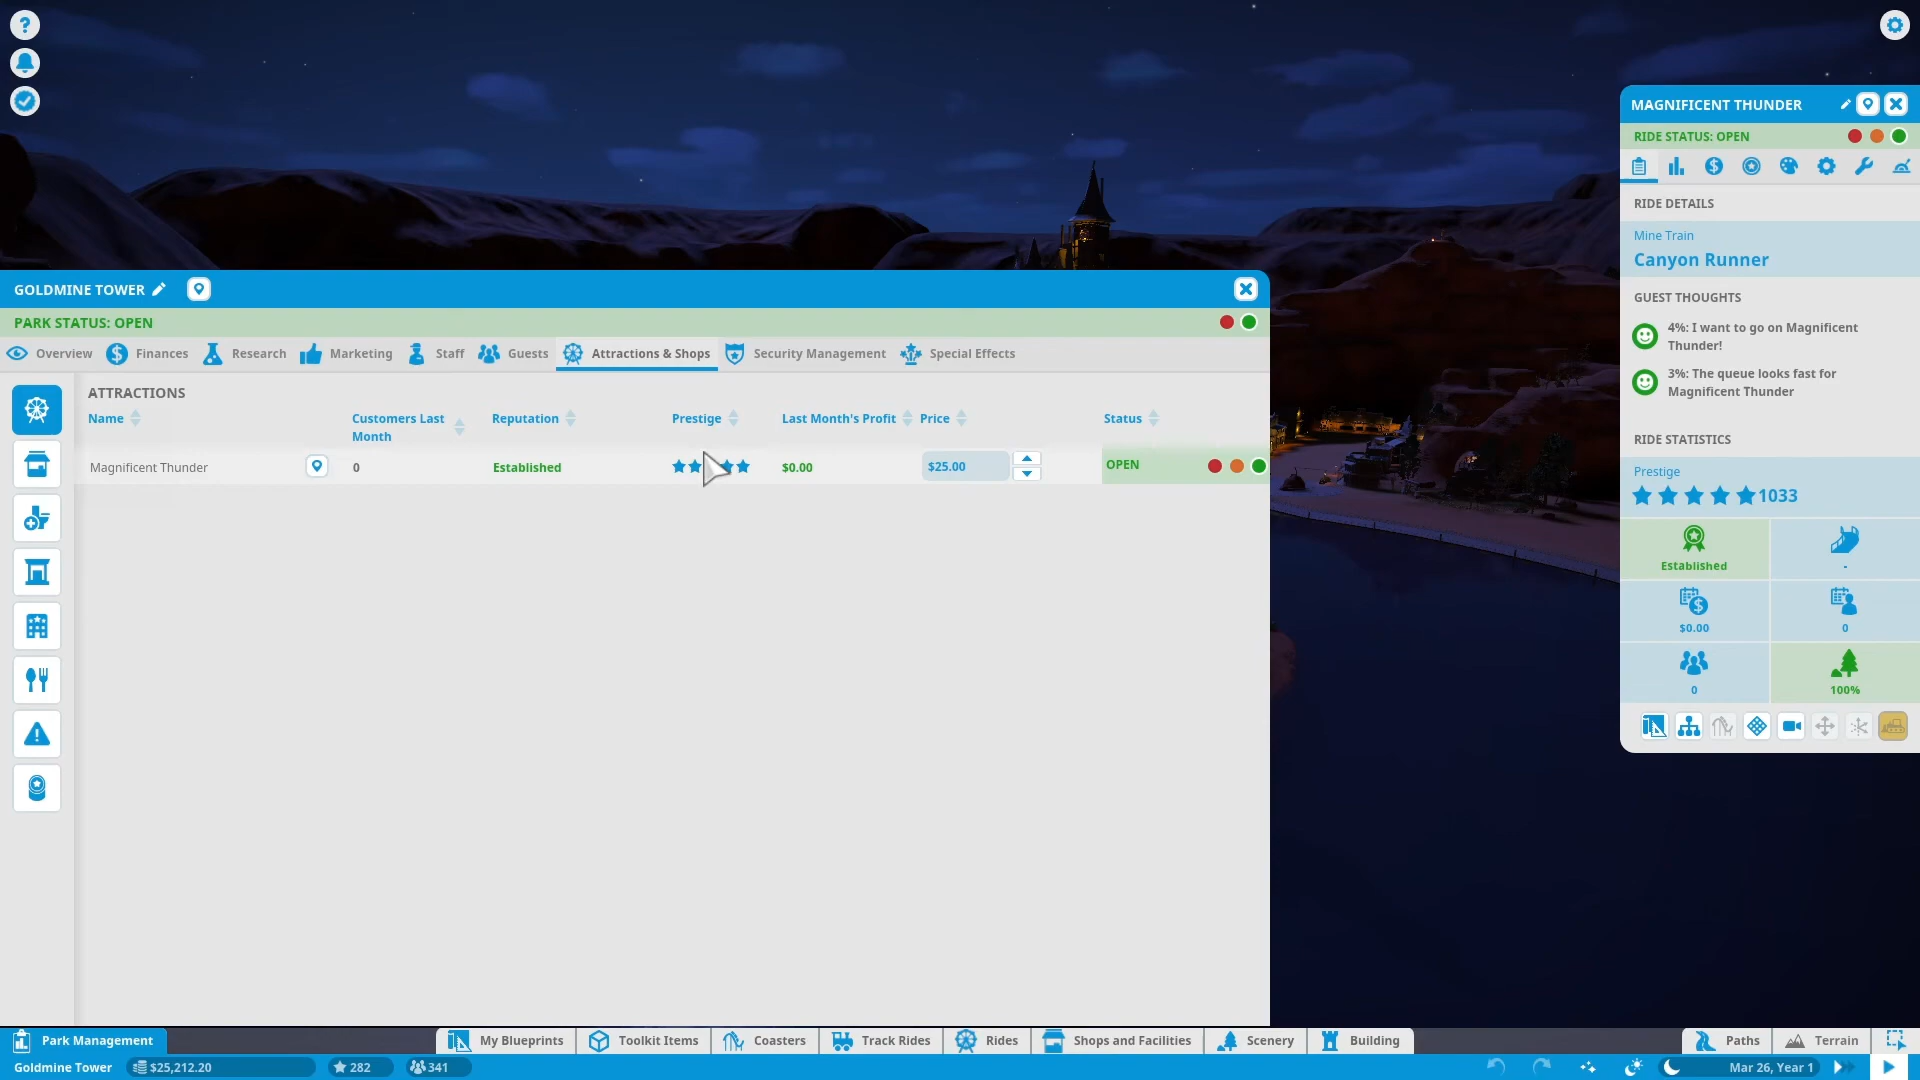 MAGNIFICENT THUNDER
RIDE STATUS: OPEN
RIDE DETAILS
Mine Train
Canyon Runner
GUEST THOUGHTS
4%: I want to go on Magnificent
Thunder!
3%: The queue looks fast for
Magnificent Thunder
RIDE STATISTICS
Prestige
1033
Established
-
$0.00
0
0
100%
GOLDMINE TOWER
PARK STATUS: OPEN
Overview
Finances
Research
Marketing
Staff
Guests
Attractions & Shops
Security Management
Special Effects
ATTRACTIONS
Name
Customers Last
Month
Reputation
Prestige
Last Month's Profit
Price
Status
Magnificent Thunder
0
Established
$0.00
$25.00
OPEN
Park Management
My Blueprints
Toolkit Items
Coasters
Track Rides
Rides
Shops and Facilities
Scenery
Building
Paths
Terrain
Goldmine Tower
$25,212.20
282
341
Mar 26, Year 1